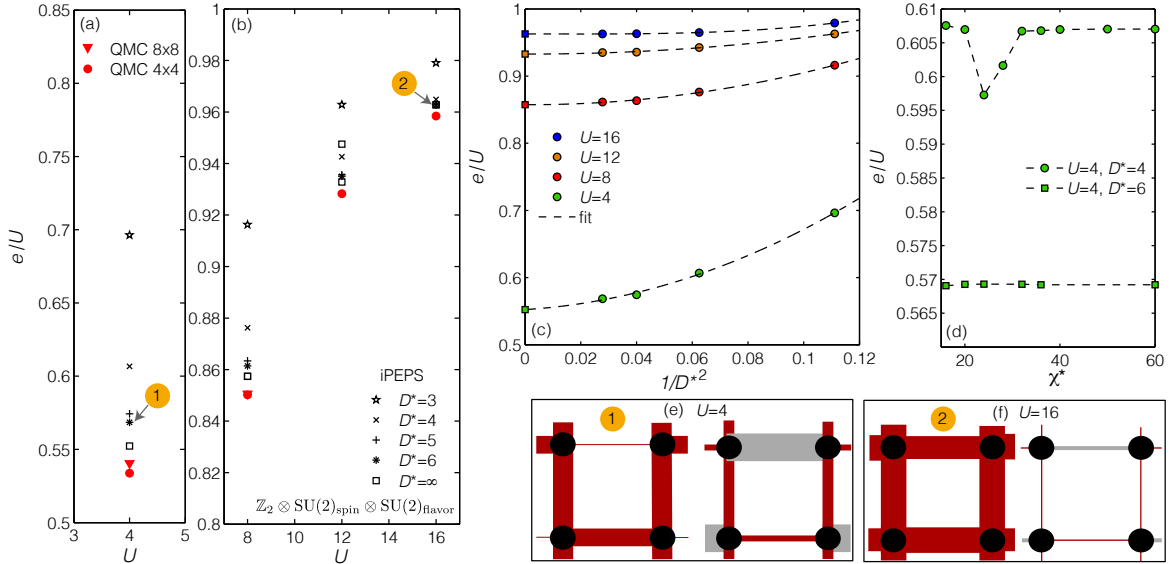 (a)
QMC 8x8
QMC 4x4
0.85
0.8
0.75
0.7
0.65
0.6
0.55
0.5
e/U
3
4
5
U
1
(b)
1
0.98
0.96
0.94
0.92
0.9
0.88
0.86
0.84
0.82
0.8
8
10
12
14
16
U
2
iPEPS
D*=3
D*=4
D*=5
D*=6
D*=∞
ℤ₂ ⊗ SU(2)spin ⊗ SU(2)flavor
e/U
1
0.9
0.8
0.7
0.6
0.5
U=16
U=12
U=8
U=4
fit
(c)
0
0.02
0.04
0.06
0.08
0.10
0.12
1/D*²
e/U
0.61
0.605
0.6
0.595
0.59
0.585
0.58
0.575
0.57
0.565
U=4, D*=4
U=4, D*=6
(d)
20
30
40
50
60
χ*
1
(e)
U=4
2
(f)
U=16